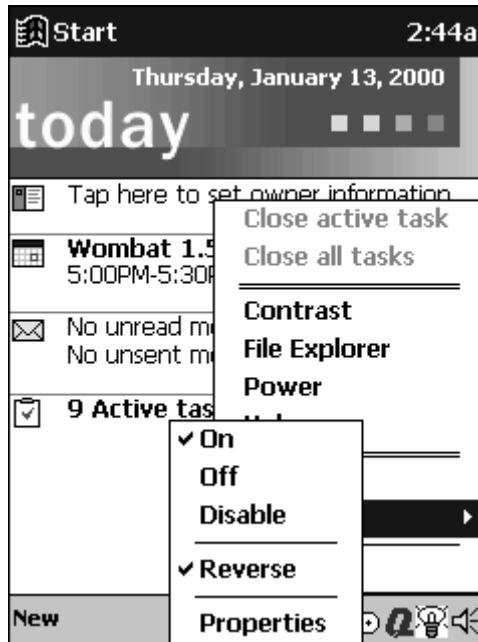 Start 2:44a
Thursday, January 13, 2000
today
Tap here to set owner information
Close active task
Close all tasks
Wombat 1.5
5:00PM-5:30P
Contrast
No unread m
File Explorer
No unsent m
Power
9 Active tas
On
Off
Disable
Reverse
Properties
New